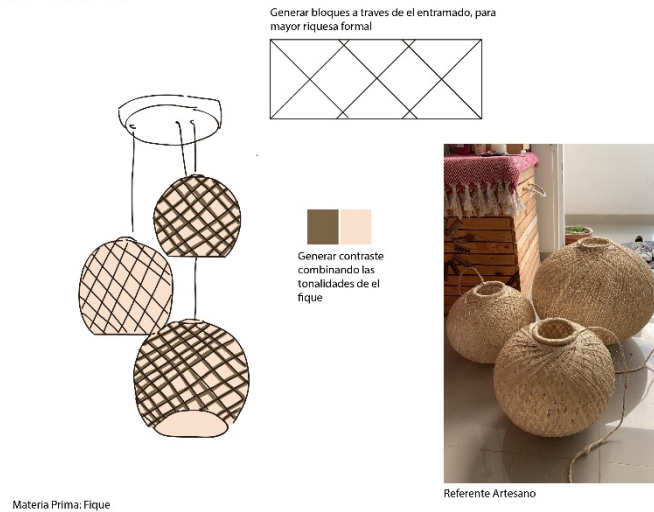 Generar bloques a traves de el entramado, para
mayor riquesa formal
Generar contraste
combinando las
tonalidades de el
fique
Referente Artesano
Materia Prima: Fique